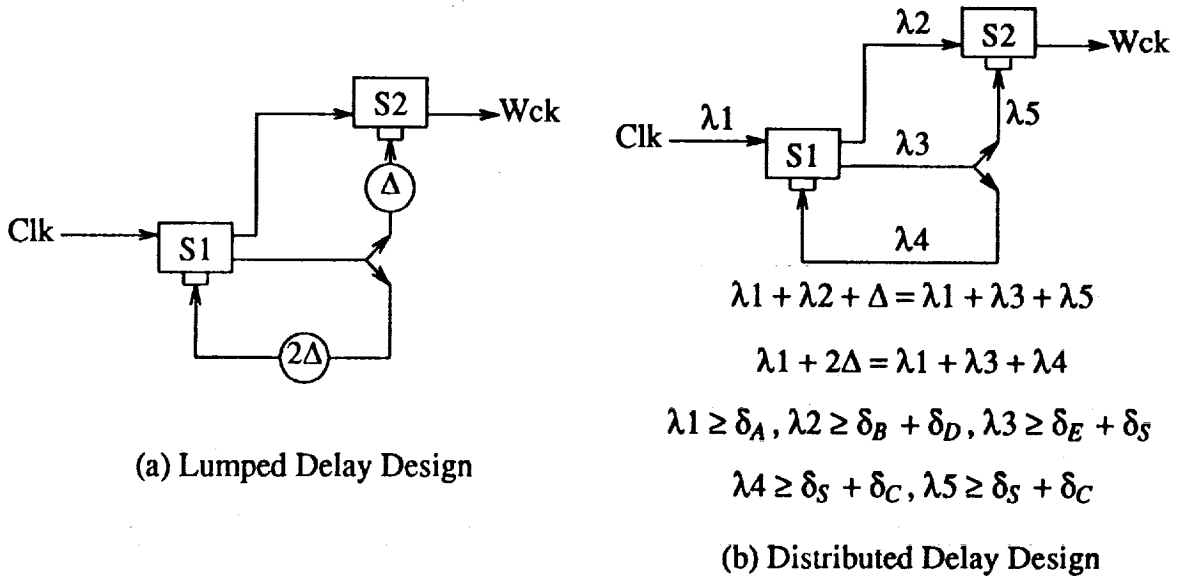 Clk
S1
S2
Wck
Δ
2Δ
(a) Lumped Delay Design
Clk
λ1
S1
λ2
S2
Wck
λ5
λ3
λ4
λ1 + λ2 + Δ = λ1 + λ3 + λ5
λ1 + 2Δ = λ1 + λ3 + λ4
λ1 ≥ δ_A, λ2 ≥ δ_B + δ_D, λ3 ≥ δ_E + δ_S
λ4 ≥ δ_S + δ_C, λ5 ≥ δ_S + δ_C
(b) Distributed Delay Design